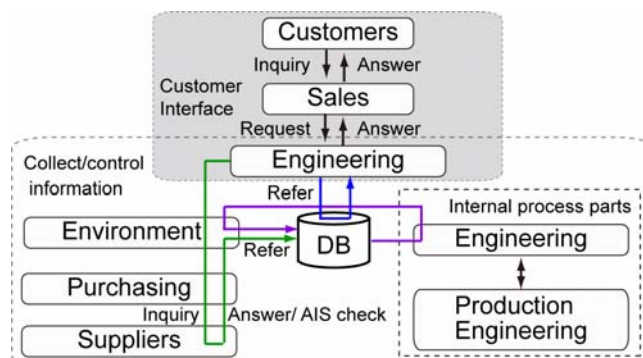 Customers
Inquiry
Answer
Customer
Interface
Sales
Request
Answer
Engineering
Collect/control
information
Refer
Internal process parts
Environment
DB
Engineering
Refer
Purchasing
Inquiry
Answer/ AIS check
Production
Engineering
Suppliers